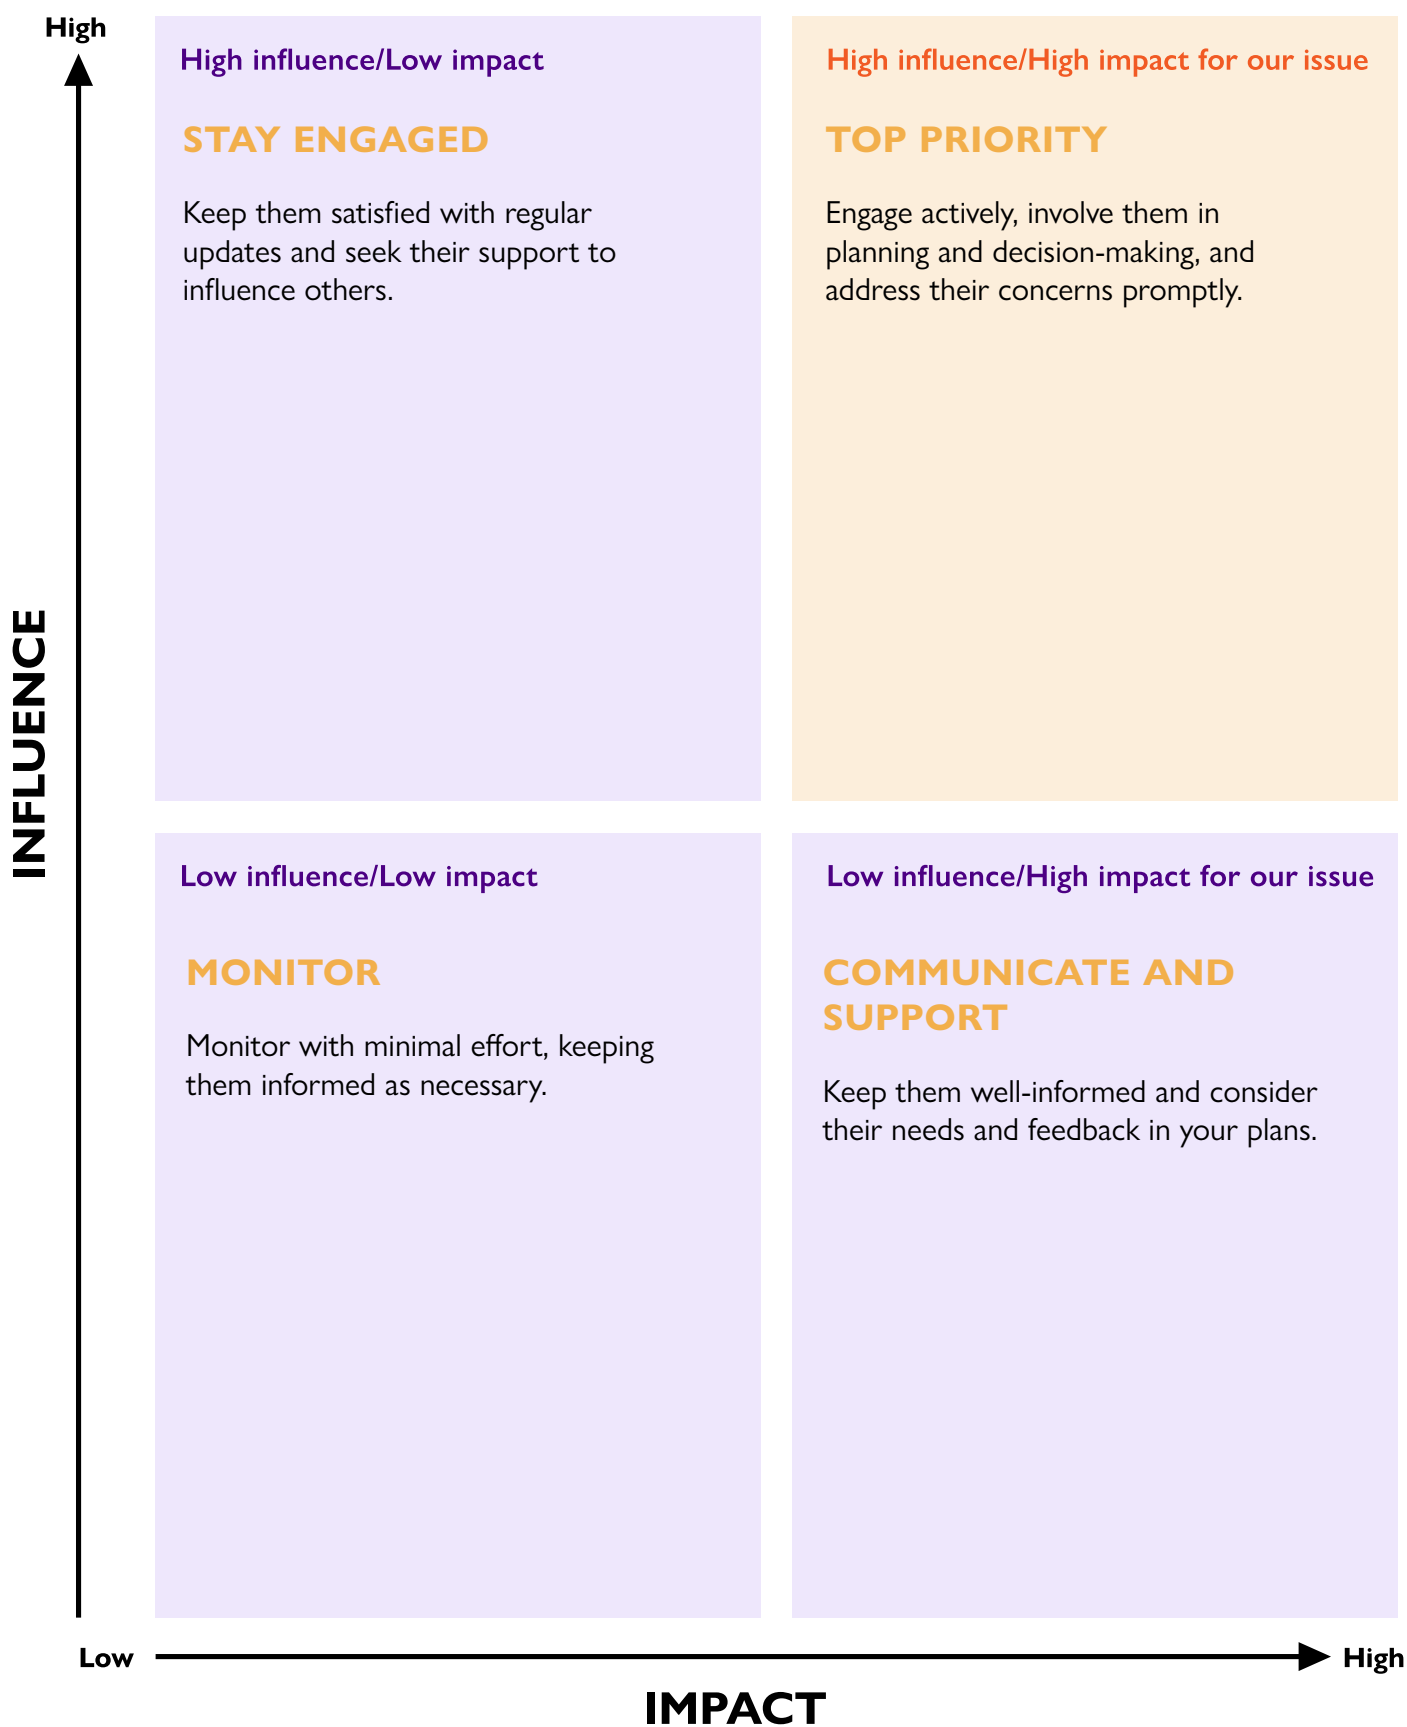 High
INFLUENCE
High influence/Low impact
STAY ENGAGED
Keep them satisfied with regular
updates and seek their support to
influence others.
High influence/High impact for our issue
TOP PRIORITY
Engage actively, involve them in
planning and decision-making, and
address their concerns promptly.
Low influence/Low impact
MONITOR
Monitor with minimal effort, keeping
them informed as necessary.
Low influence/High impact for our issue
COMMUNICATE AND
SUPPORT
Keep them well-informed and consider
their needs and feedback in your plans.
Low
High
IMPACT